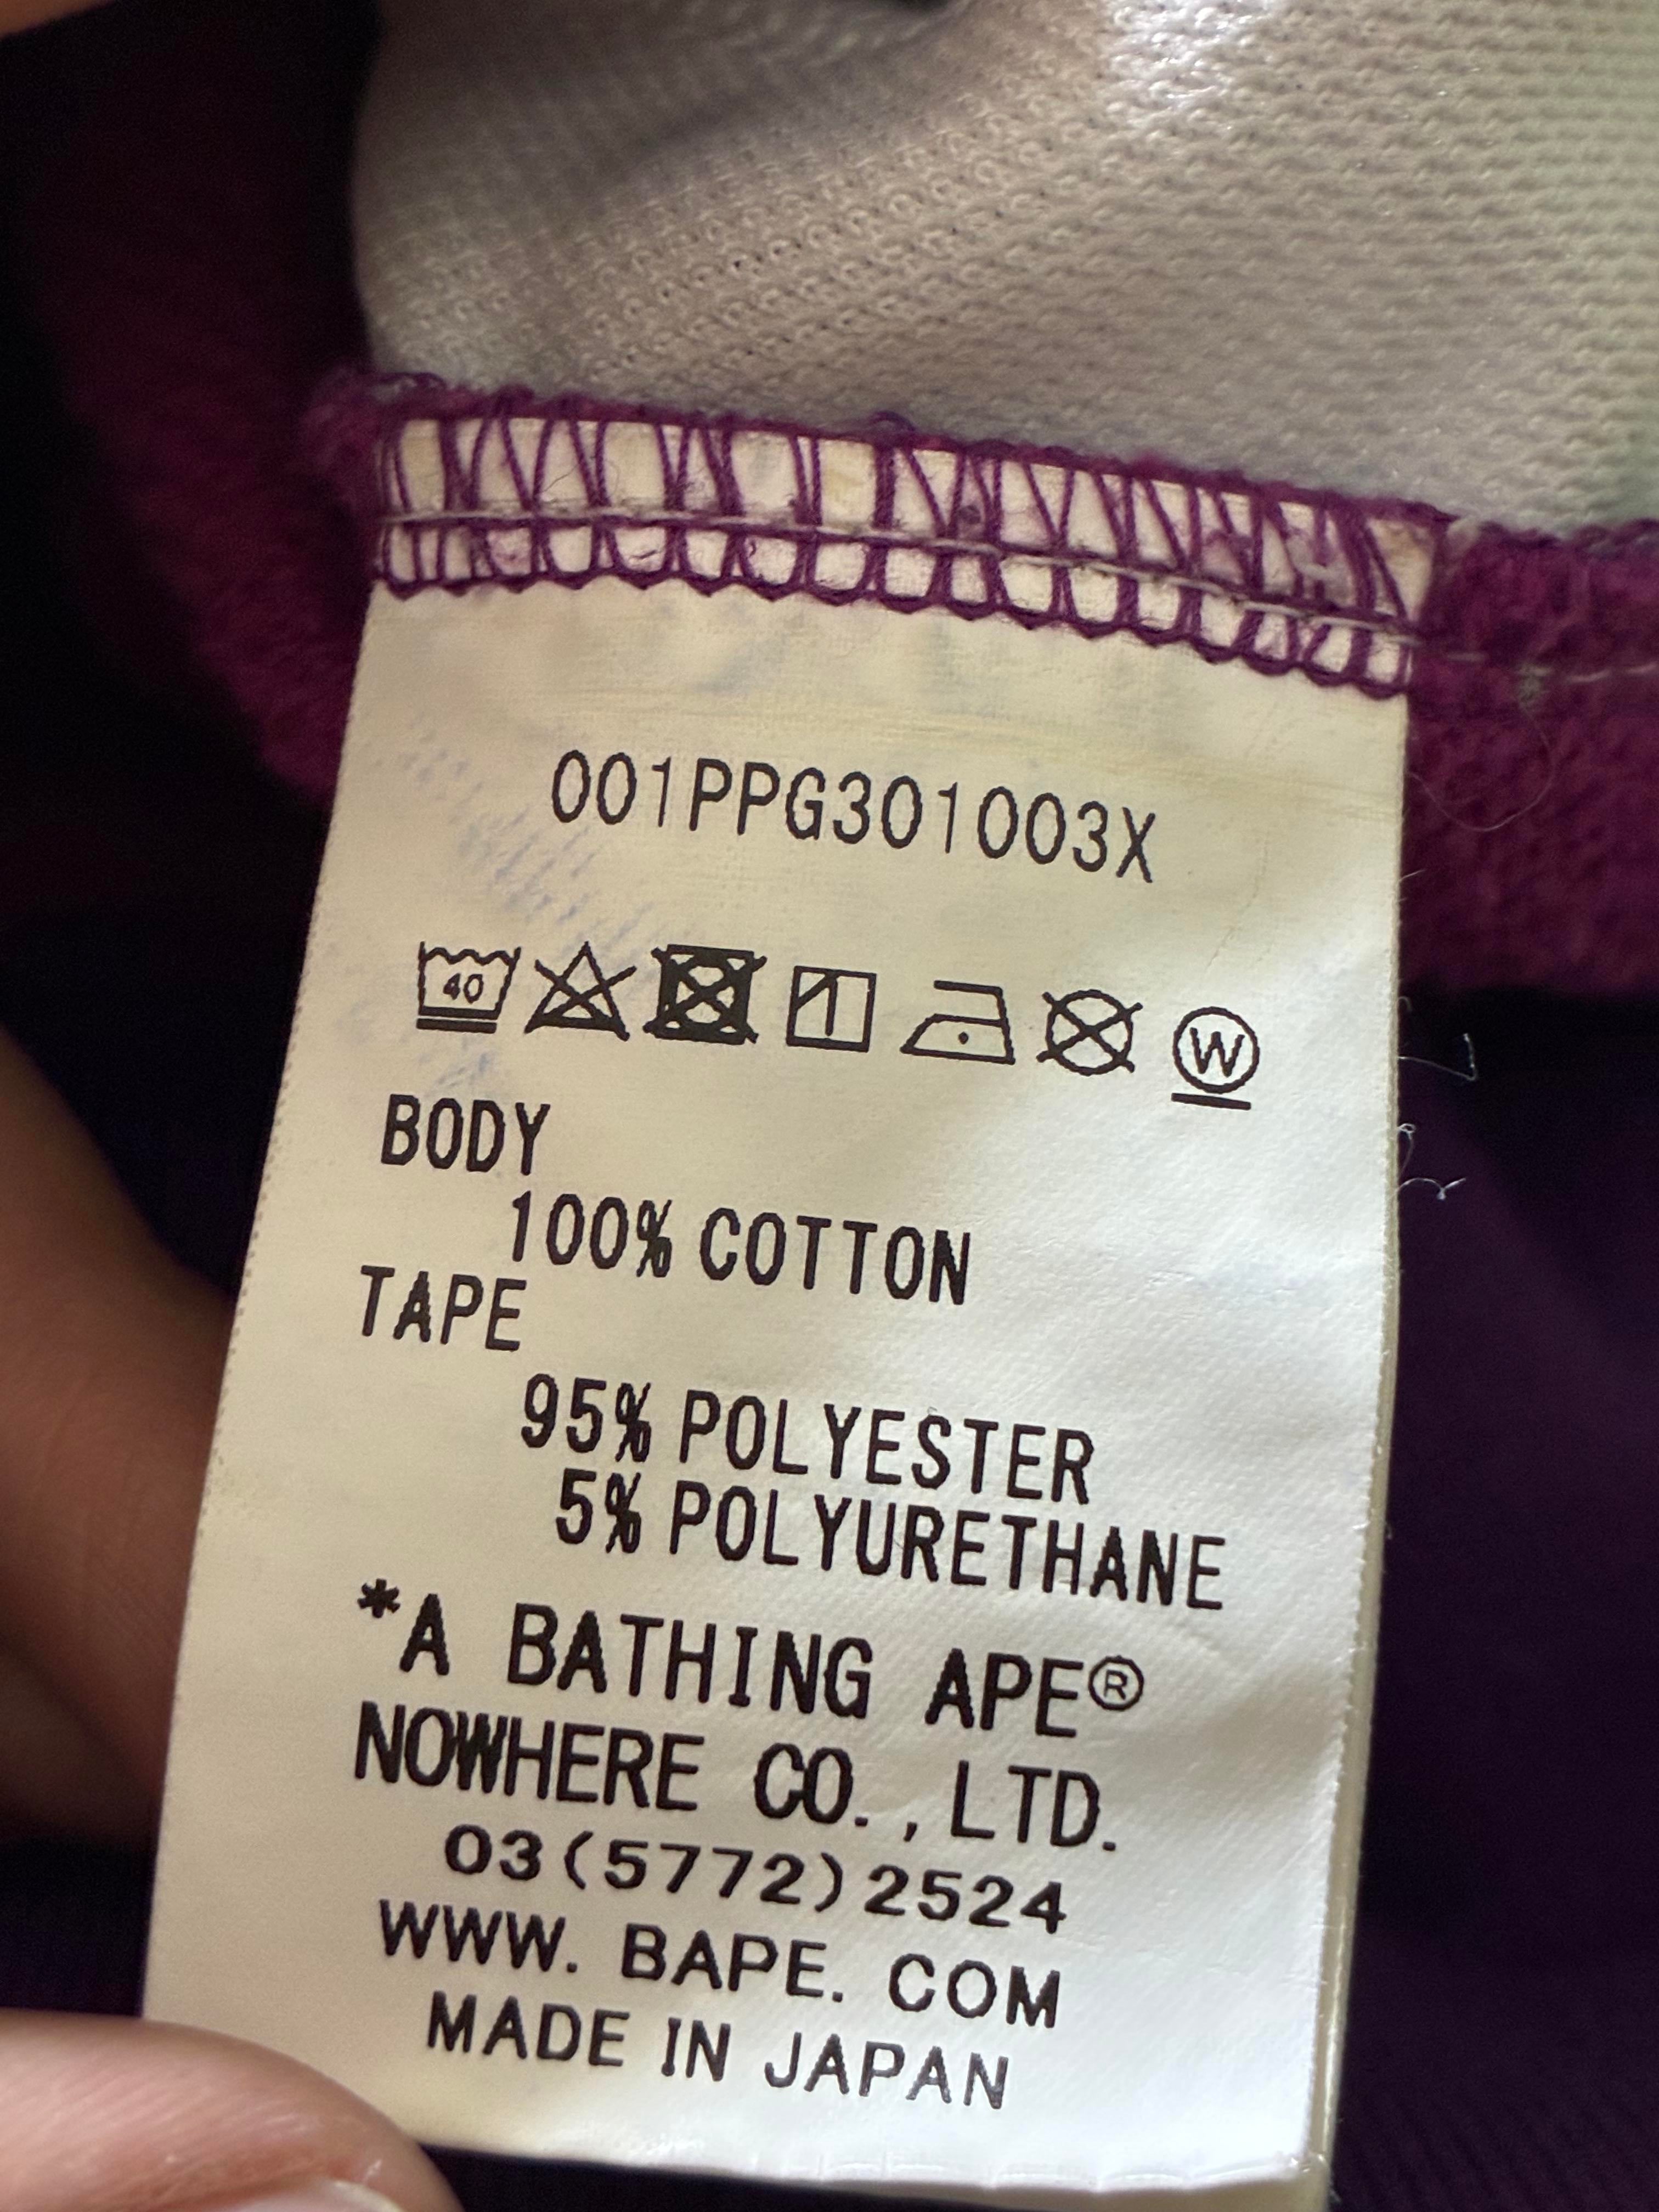 001PPG301003X
40 W
BODY
100% COTTON
TAPE
95% POLYESTER
5% POLYURETHANE
*A BATHING APE®
NOWHERE CO.,LTD.
03(5772)2524
WWW.BAPE.COM
MADE IN JAPAN